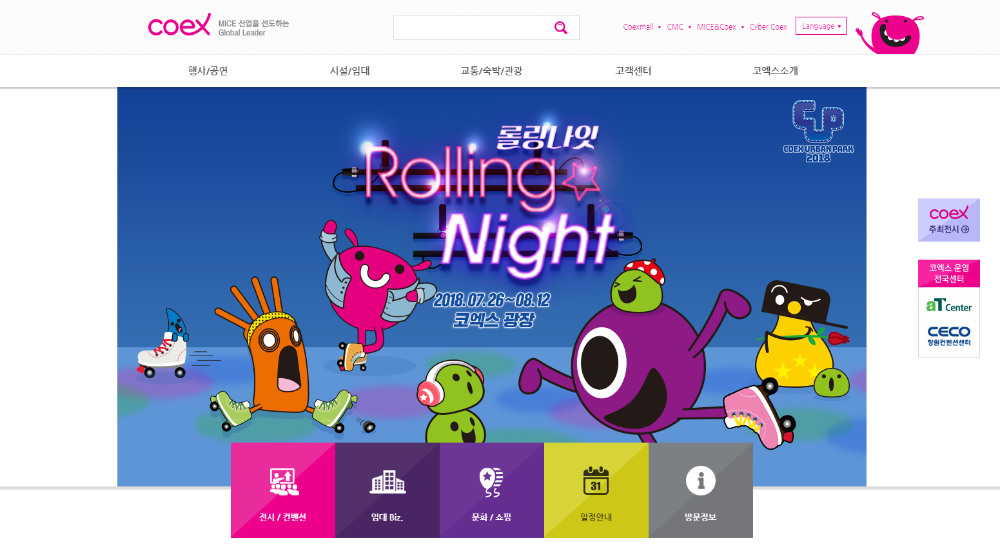 coex MICE 산업을 선도하는
Global Leader
Coexmall • CMC • MICE&Coex • Cyber Coex
Language ▼
행사/공연
시설/임대
교통/숙박/관광
고객센터
코엑스소개
CUP
COEX URBAN PARK
2018
롤링나잇
Rolling
Night
2018.07.26~08.12
코엑스 광장
coex
주최전시
코엑스 운영
전국센터
aT Center
CECO
창원컨벤션센터
전시 / 컨벤션
임대 Biz.
문화 / 쇼핑
31
일정안내
방문정보